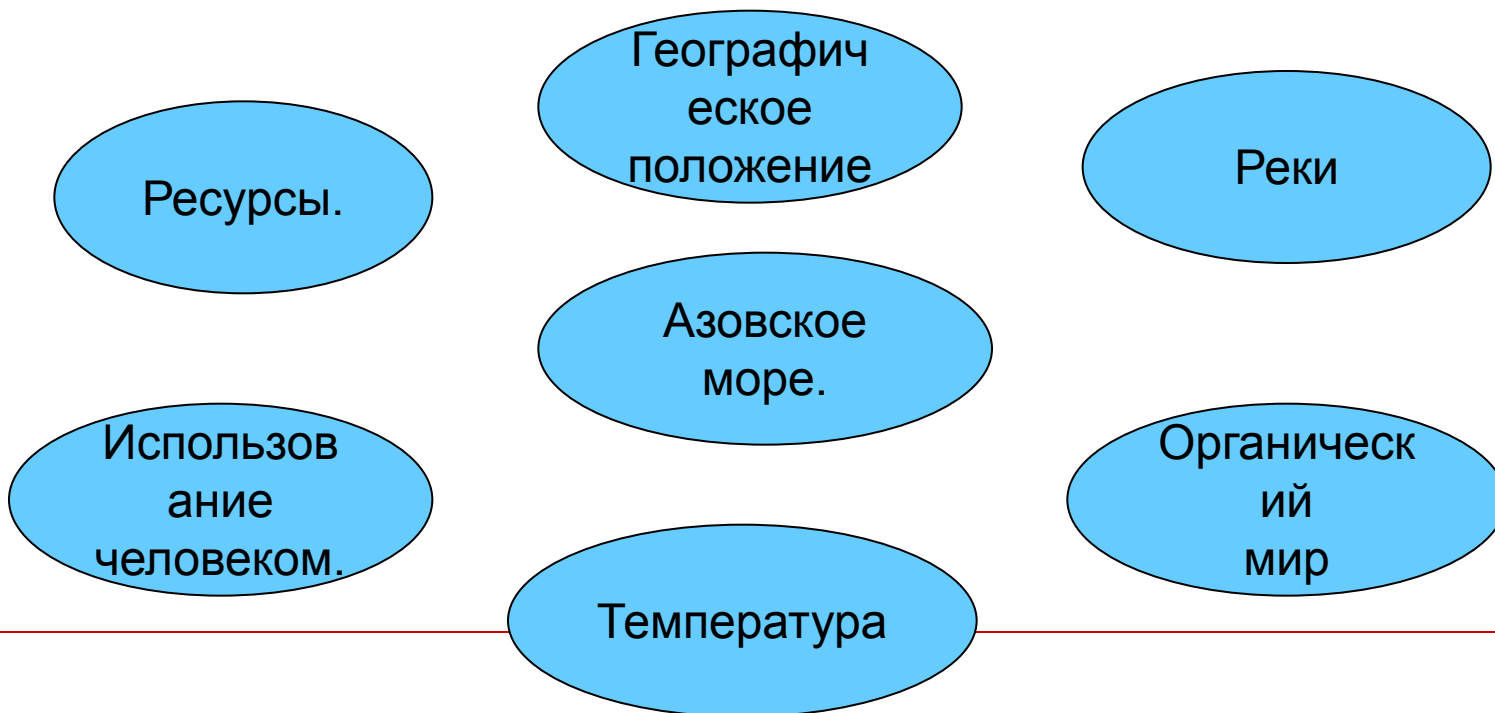 Географич
еское
положение
Ресурсы.
Реки
Азовское
море.
Использов
ание
человеком.
Органическ
ий
мир
Температура